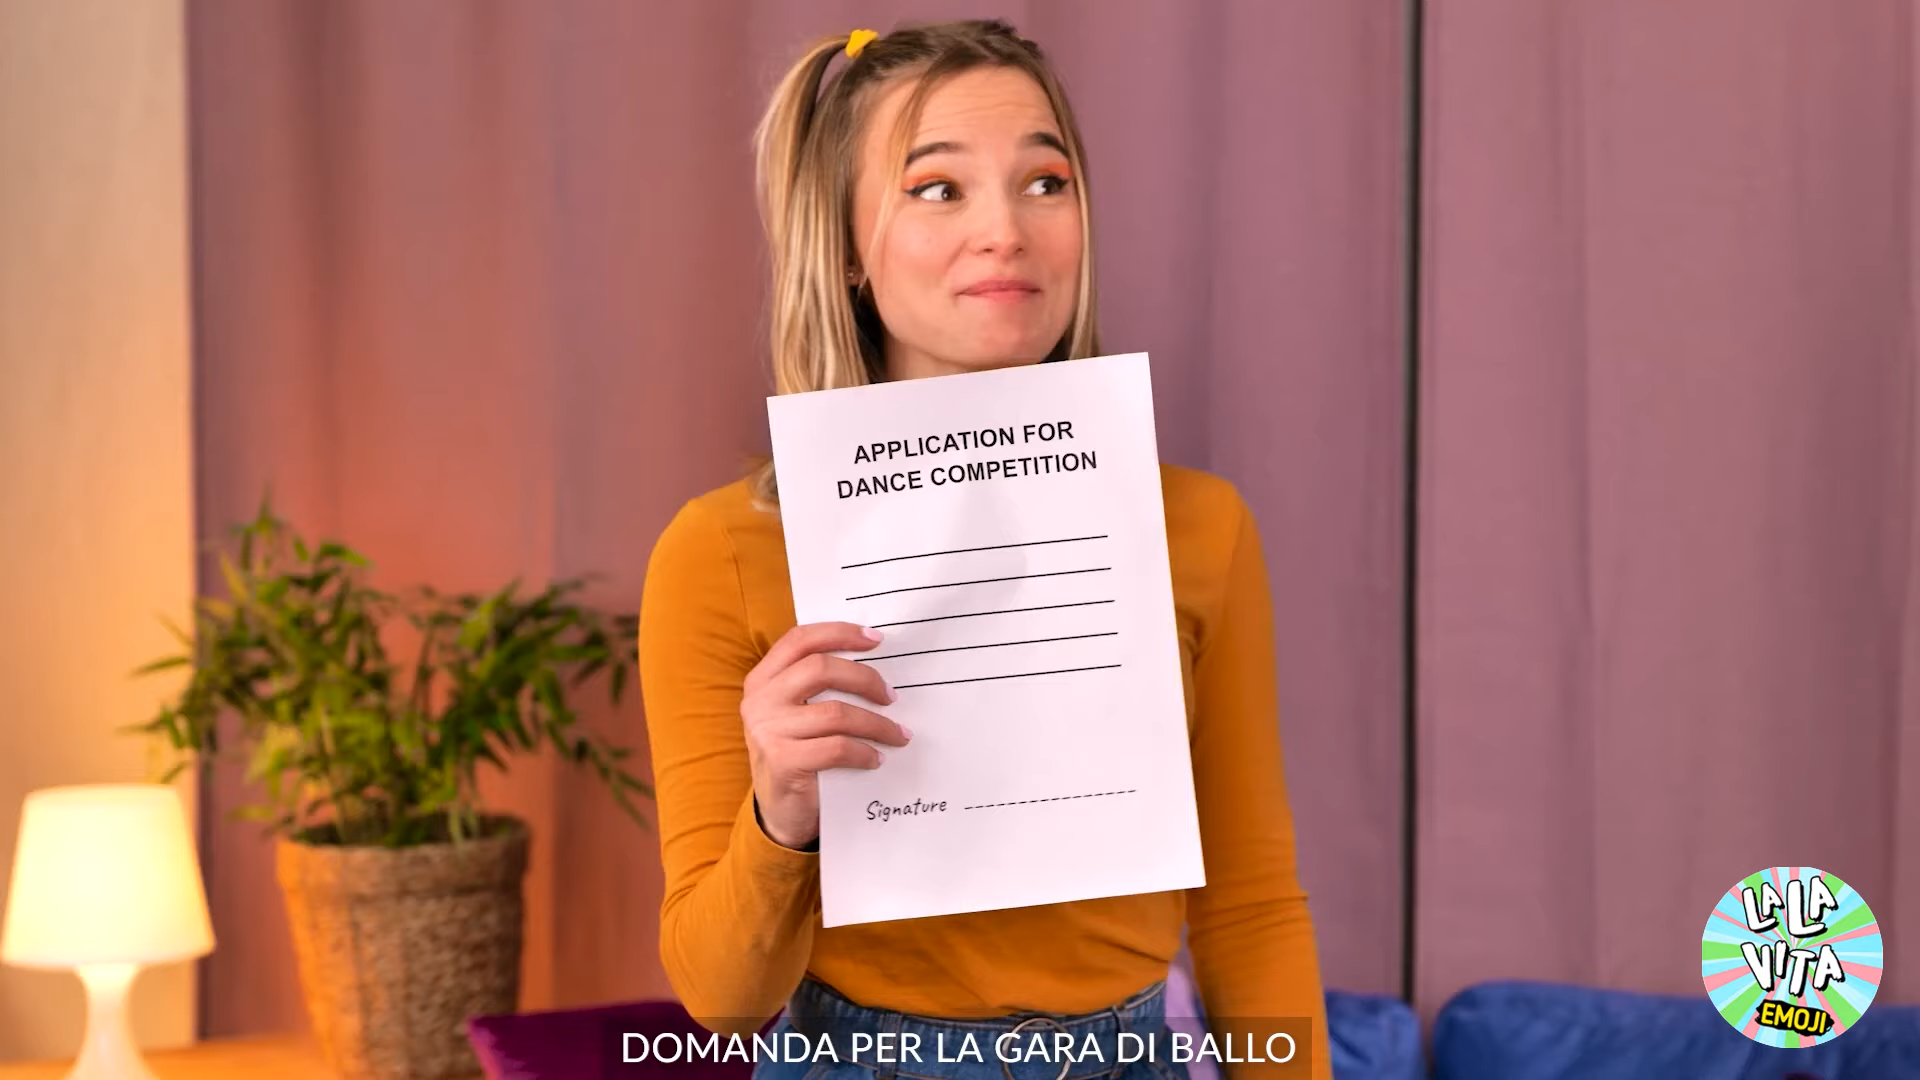 APPLICATION FOR
DANCE COMPETITION
Signature
LA LA
VITA
EMOJI
DOMANDA PER LA GARA DI BALLO